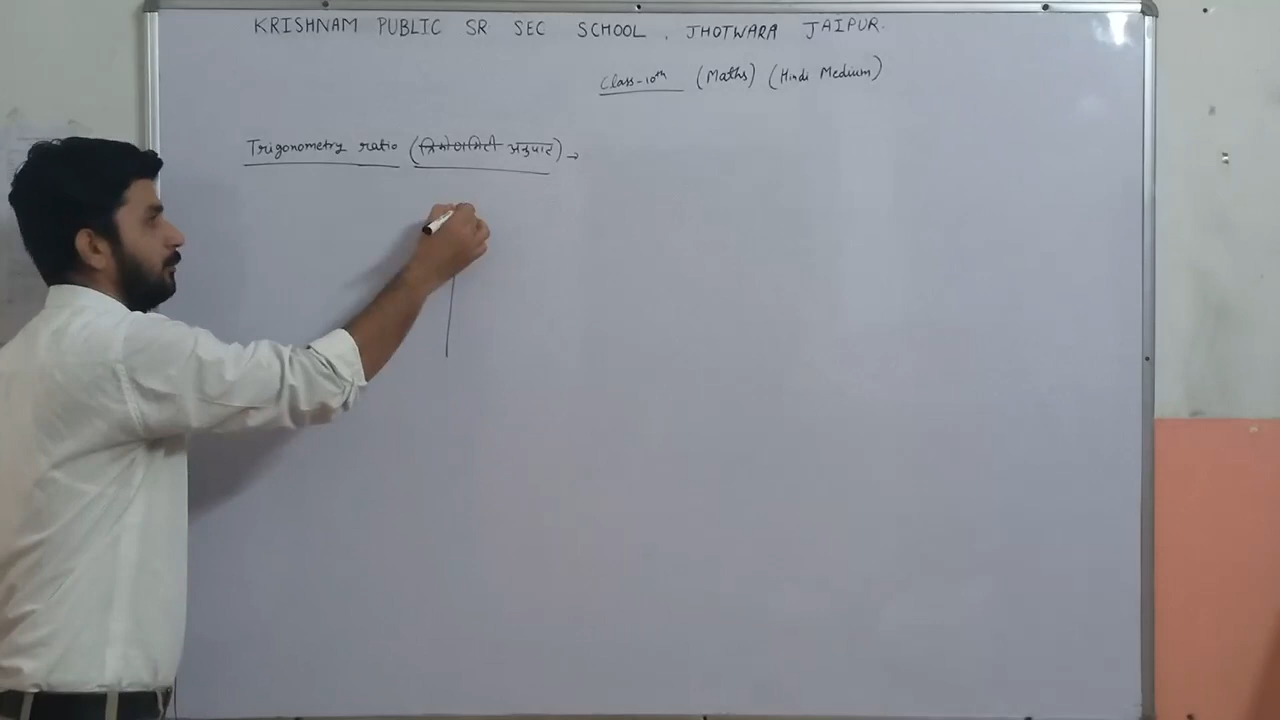 KRISHNAM PUBLIC SR SEC SCHOOL , JHOTWARA JAIPUR.
Class-10th (Maths) (Hindi Medium)
Trigonometry ratio (त्रिकोणमिटी अनुपात) →